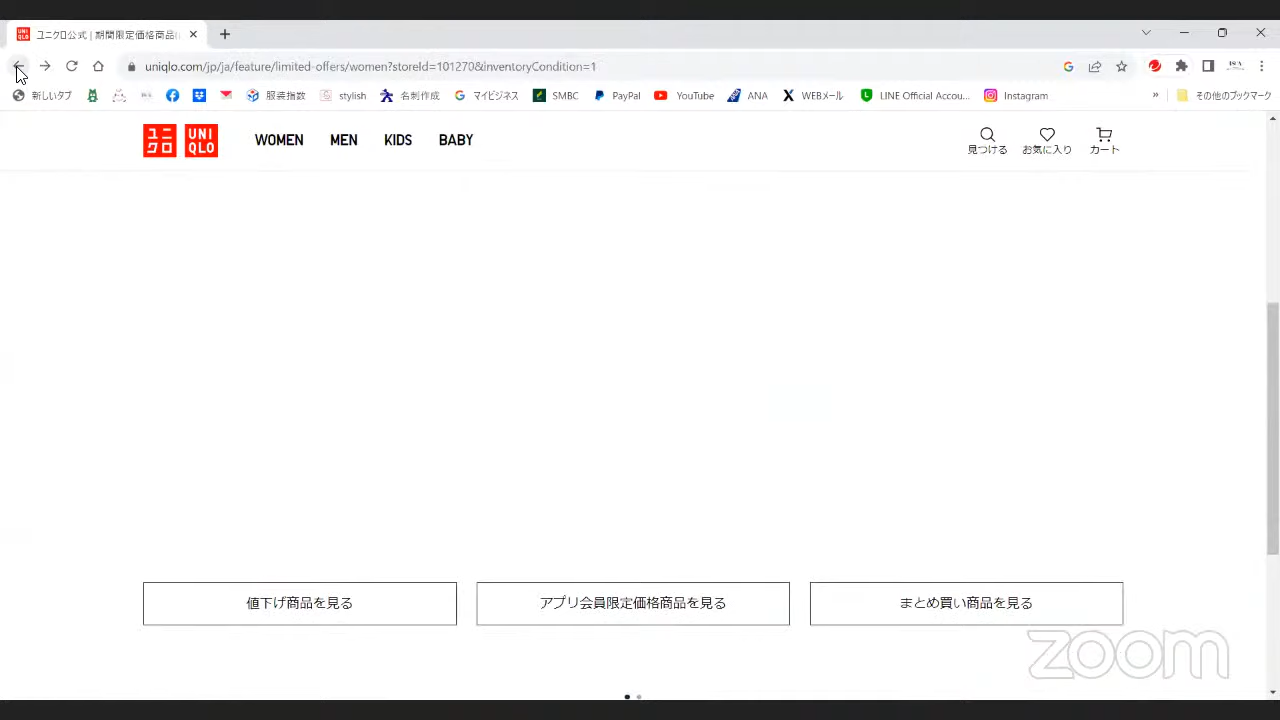 ユニクロ公式 | 期間限定価格商品(
uniqlo.com/jp/ja/feature/limited-offers/women?storeId=101270&inventoryCondition=1
新しいタブ 服装指数 stylish 名刺作成 マイビジネス SMBC PayPal YouTube ANA WEBメール LINE Official Accou... Instagram » その他のブックマーク
ユニクロ UNIQLO WOMEN MEN KIDS BABY
見つける お気に入り カート
値下げ商品を見る アプリ会員限定価格商品を見る まとめ買い商品を見る
zoom